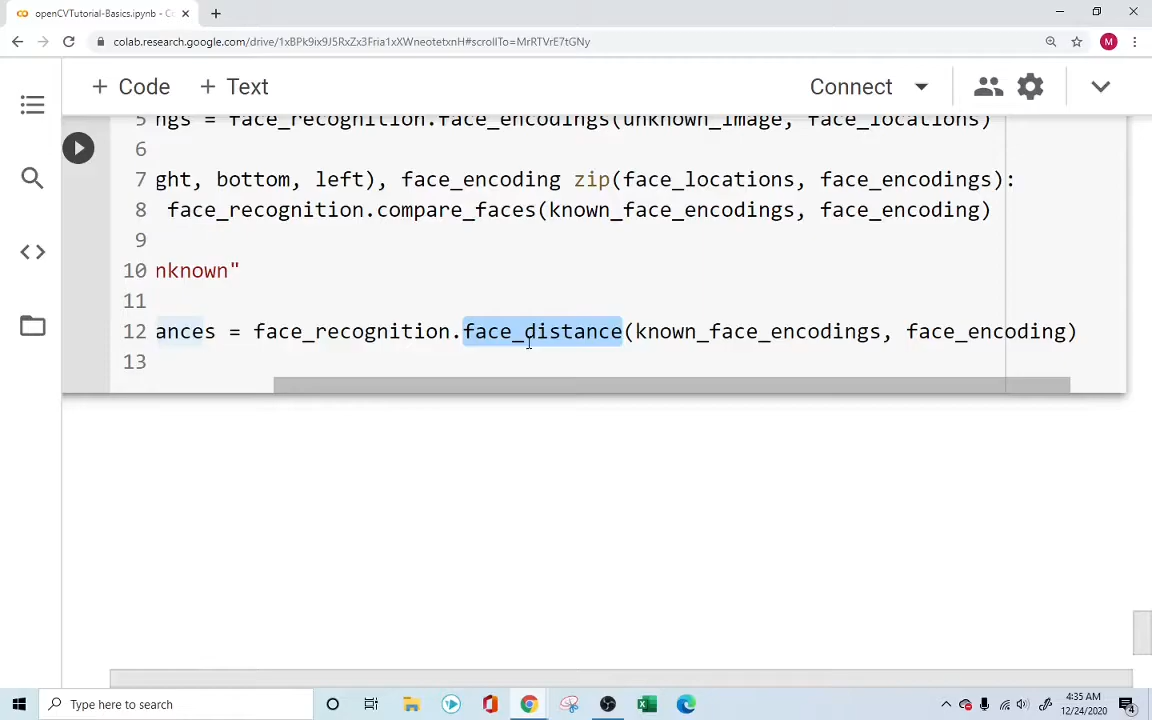 openCVTutorial-Basics.ipynb - C
colab.research.google.com/drive/1xBPk9ix9J5RxZx3Fria1xXWneotetxnH#scrollTo=MrRTVrE7tGNy
M
+ Code + Text
Connect
5 ngs = face_recognition.face_encodings(unknown_image, face_locations)
6
7 ght, bottom, left), face_encoding zip(face_locations, face_encodings):
8 face_recognition.compare_faces(known_face_encodings, face_encoding)
9
10 nknown"
11
12 ances = face_recognition.face_distance(known_face_encodings, face_encoding)
13
Type here to search
4:35 AM
12/24/2020
4